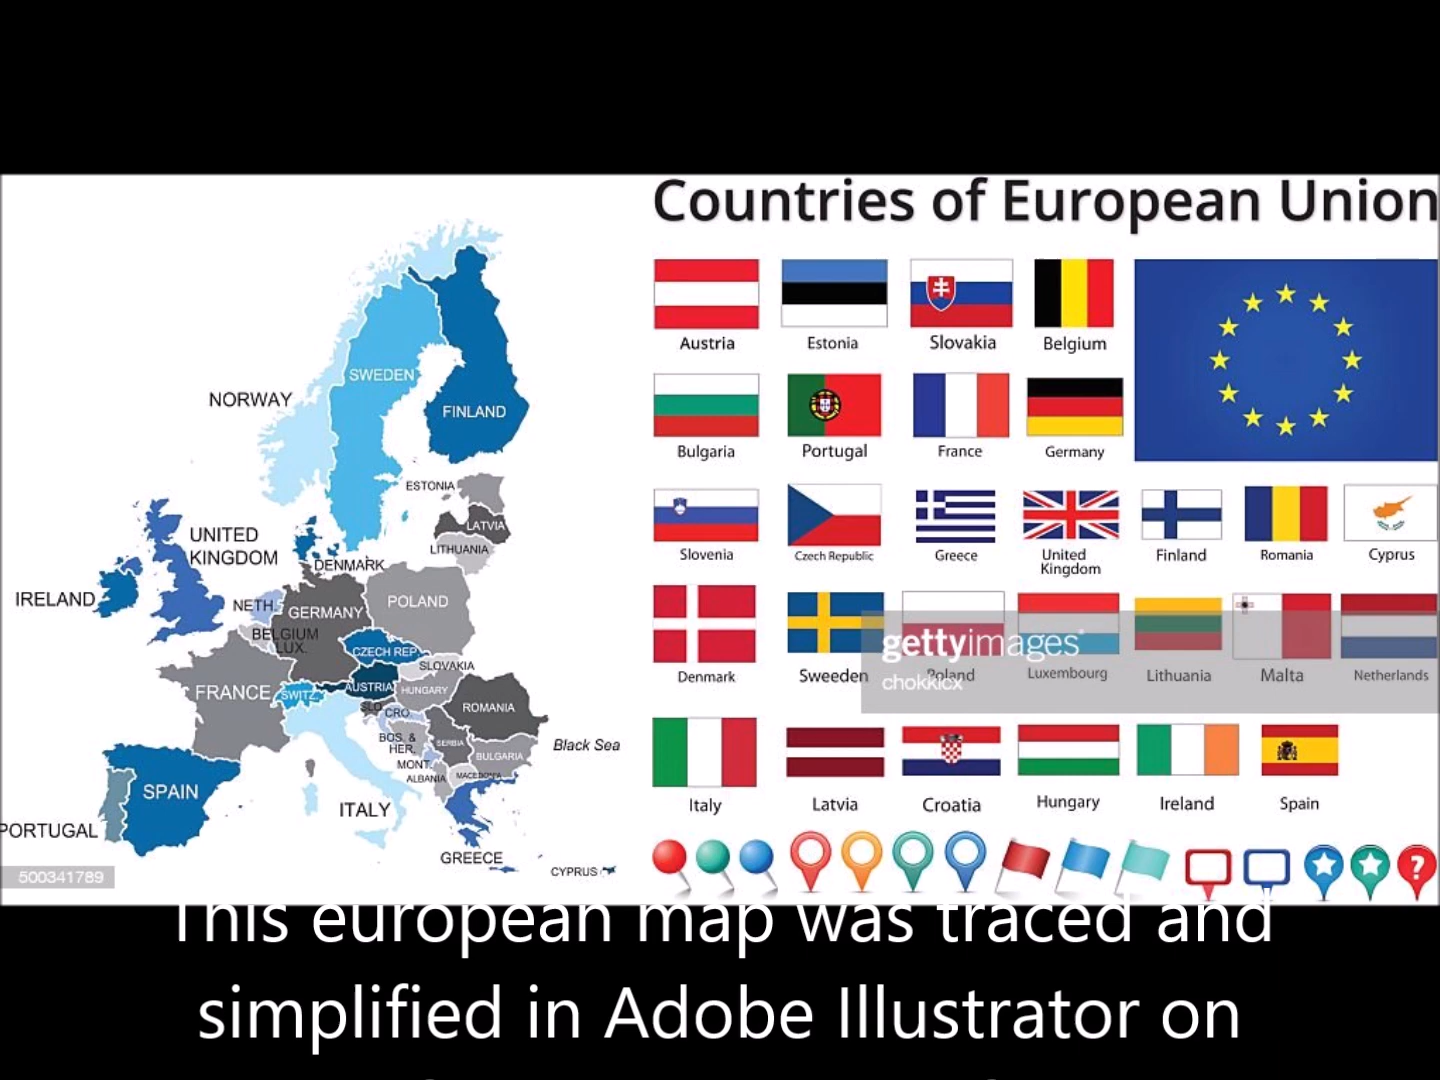 Countries of European Union
Austria
Estonia
Slovakia
Belgium
Bulgaria
Portugal
France
Germany
Slovenia
Czech Republic
Greece
United
Kingdom
Finland
Romania
Cyprus
Denmark
Sweeden
Poland
Luxembourg
Lithuania
Malta
Netherlands
gettyimages
chokkicx
Italy
Latvia
Croatia
Hungary
Ireland
Spain
?
NORWAY
SWEDEN
FINLAND
ESTONIA
LATVIA
LITHUANIA
UNITED
KINGDOM
DENMARK
IRELAND
NETH.
GERMANY
POLAND
BELGIUM
LUX.
CZECH REP.
SLOVAKIA
FRANCE
SWITZ.
AUSTRIA
HUNGARY
SLO.
CRO.
ROMANIA
BOS. &
HER.
SERBIA
Black Sea
MONT.
BULGARIA
ALBANIA
MACEDONIA
SPAIN
ITALY
PORTUGAL
GREECE
CYPRUS
500341789
This european map was traced and
simplified in Adobe Illustrator on